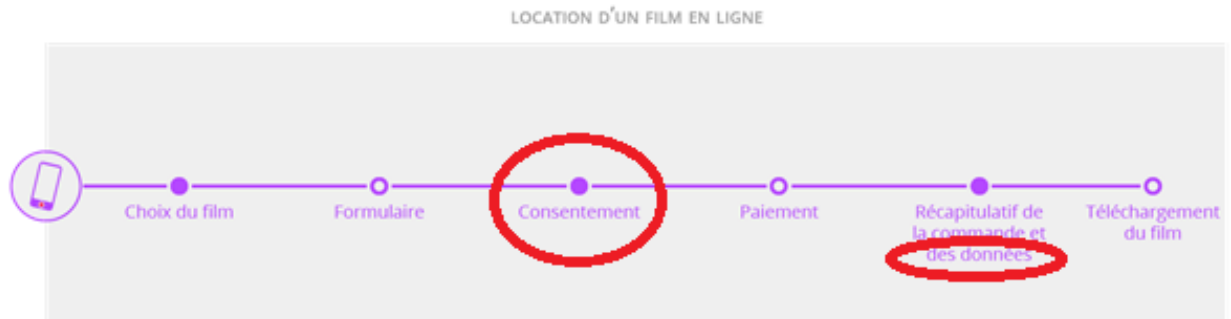 LOCATION D'UN FILM EN LIGNE
Choix du film
Formulaire
Consentement
Paiement
Récapitulatif de
la commande et
des données
Téléchargement
du film